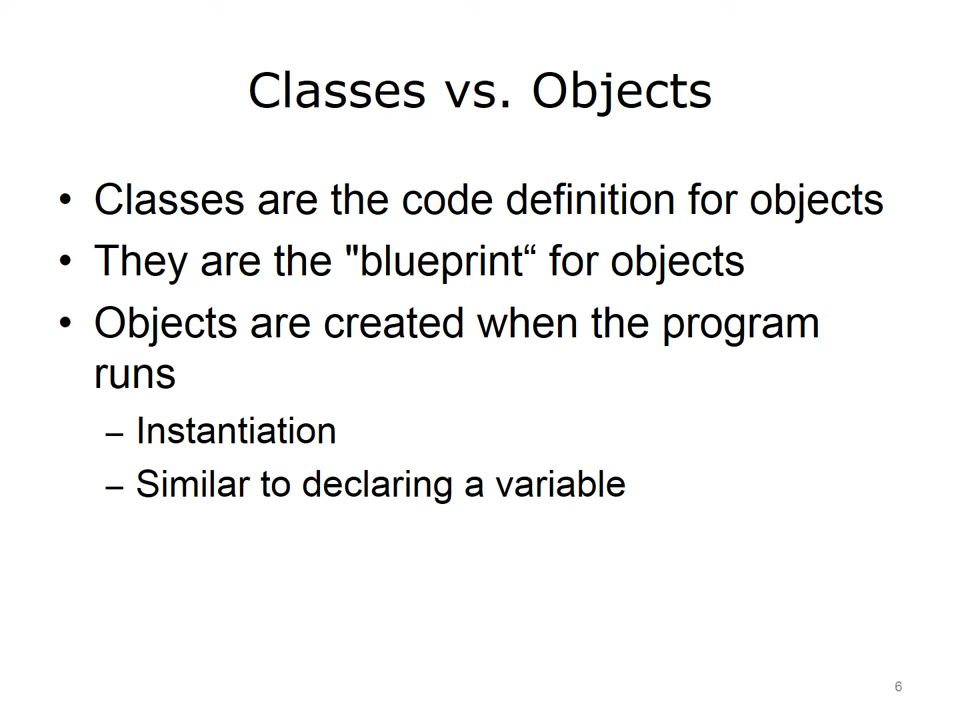 Classes vs. Objects
• Classes are the code definition for objects
• They are the "blueprint“ for objects
• Objects are created when the program
runs
– Instantiation
– Similar to declaring a variable
6